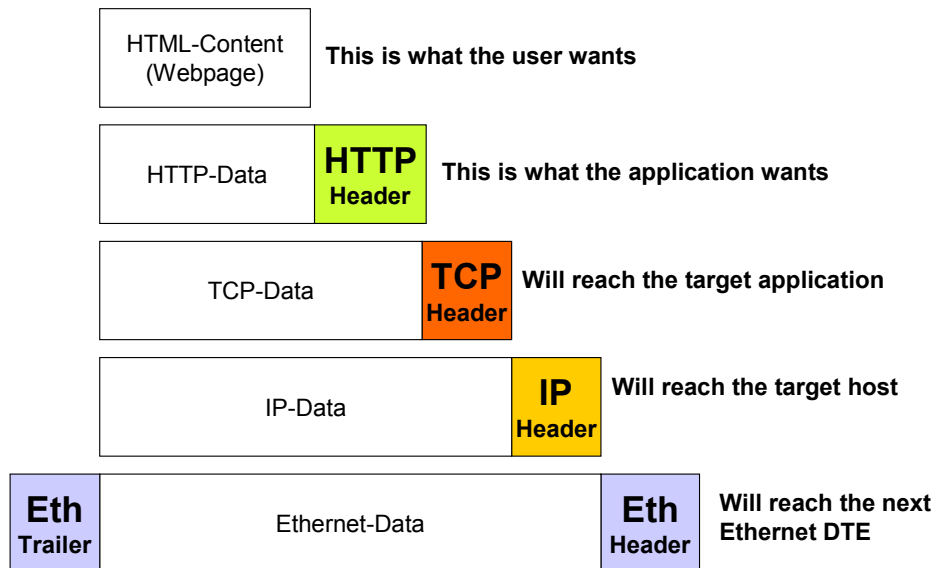 HTML-Content
(Webpage)
This is what the user wants
HTTP-Data
HTTP
Header
This is what the application wants
TCP-Data
TCP
Header
Will reach the target application
IP-Data
IP
Header
Will reach the target host
Eth
Trailer
Ethernet-Data
Eth
Header
Will reach the next
Ethernet DTE